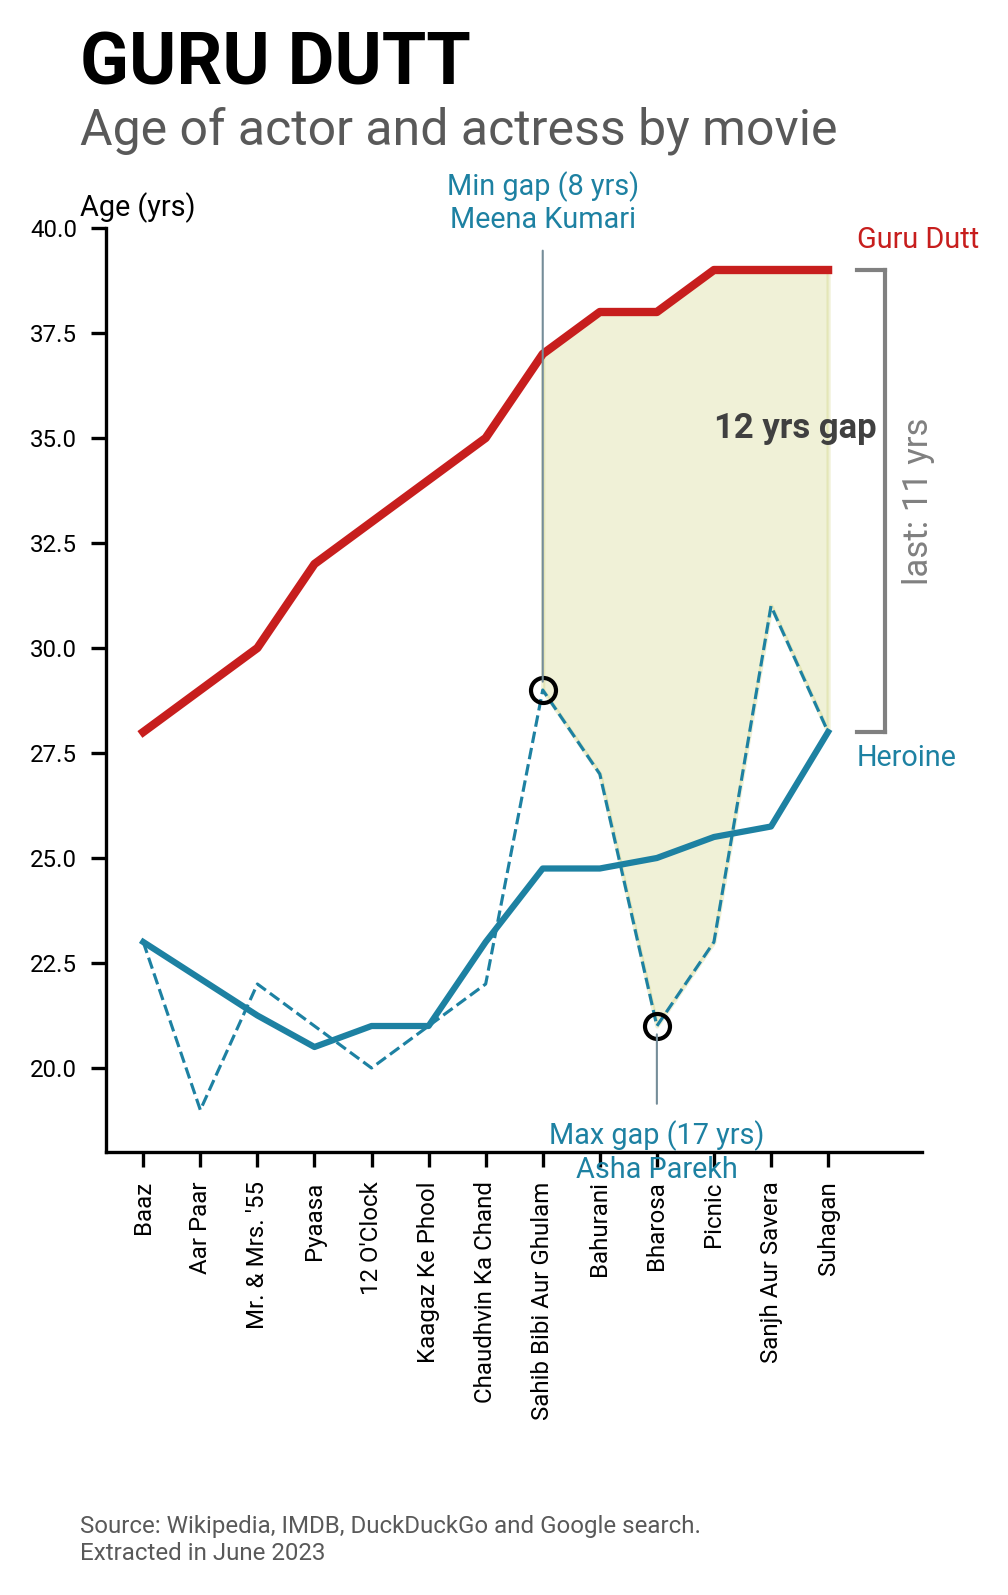 GURU DUTT
Age of actor and actress by movie
Min gap (8 yrs)
Meena Kumari
Age (yrs)
40.0
37.5
35.0
32.5
30.0
27.5
25.0
22.5
20.0
Guru Dutt
12 yrs gap
last: 11 yrs
Heroine
Max gap (17 yrs)
Asha Parekh
Baaz
Aar Paar
Mr. & Mrs. '55
Pyaasa
12 O'Clock
Kaagaz Ke Phool
Chaudhvin Ka Chand
Sahib Bibi Aur Ghulam
Bahurani
Bharosa
Picnic
Sanjh Aur Savera
Suhagan
Source: Wikipedia, IMDB, DuckDuckGo and Google search.
Extracted in June 2023